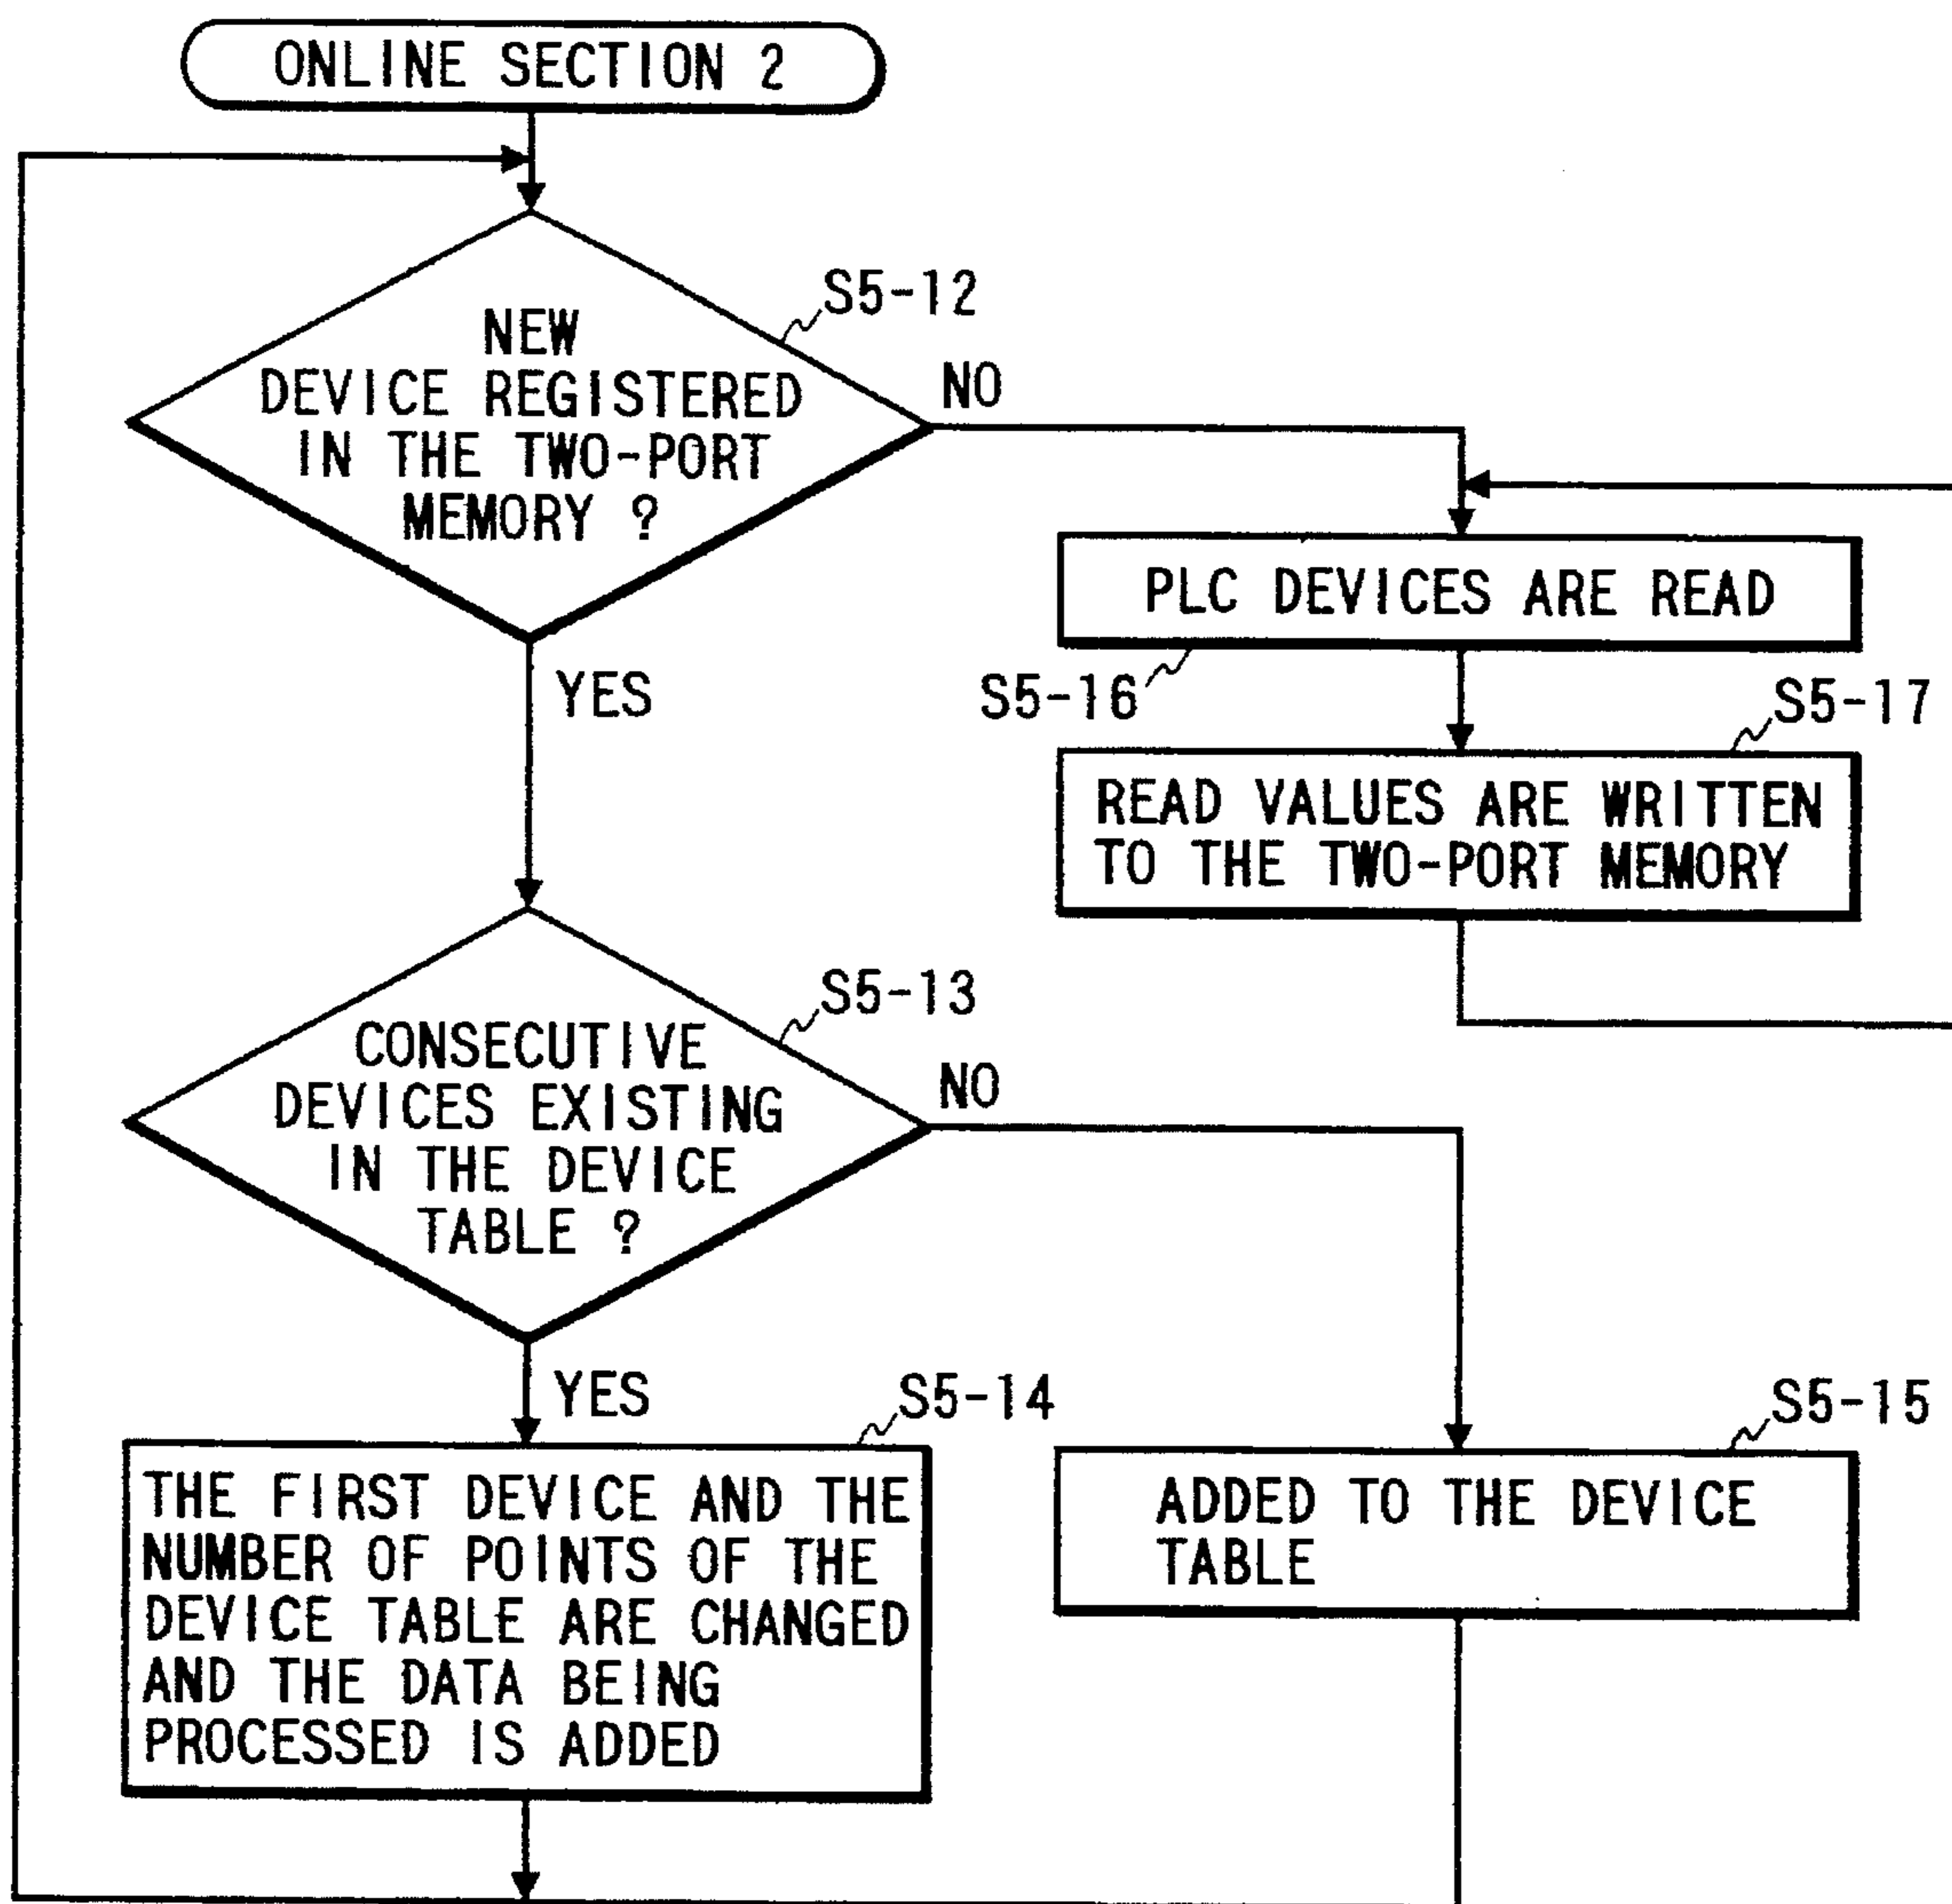 ONLINE SECTION 2
S5-12
NEW
DEVICE REGISTERED
IN THE TWO-PORT
MEMORY ?
NO
YES
PLC DEVICES ARE READ
S5-16
S5-17
READ VALUES ARE WRITTEN
TO THE TWO-PORT MEMORY
S5-13
CONSECUTIVE
DEVICES EXISTING
IN THE DEVICE
TABLE ?
NO
YES
S5-14
THE FIRST DEVICE AND THE
NUMBER OF POINTS OF THE
DEVICE TABLE ARE CHANGED
AND THE DATA BEING
PROCESSED IS ADDED
S5-15
ADDED TO THE DEVICE
TABLE